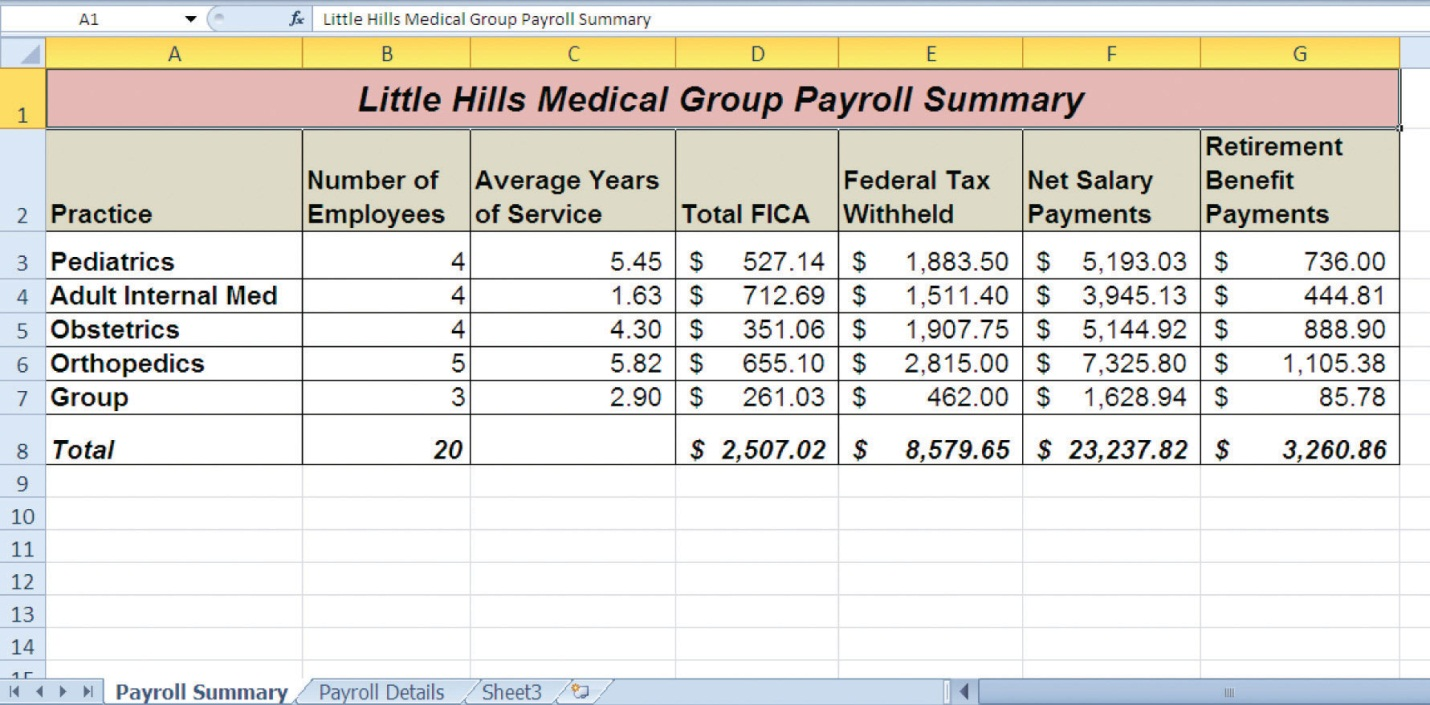 A1 fx Little Hills Medical Group Payroll Summary
A B C D E F G
1 Little Hills Medical Group Payroll Summary
2 Practice Number of Employees Average Years of Service Total FICA Federal Tax Withheld Net Salary Payments Retirement Benefit Payments
3 Pediatrics 4 5.45 $ 527.14 $ 1,883.50 $ 5,193.03 $ 736.00
4 Adult Internal Med 4 1.63 $ 712.69 $ 1,511.40 $ 3,945.13 $ 444.81
5 Obstetrics 4 4.30 $ 351.06 $ 1,907.75 $ 5,144.92 $ 888.90
6 Orthopedics 5 5.82 $ 655.10 $ 2,815.00 $ 7,325.80 $ 1,105.38
7 Group 3 2.90 $ 261.03 $ 462.00 $ 1,628.94 $ 85.78
8 Total 20 $ 2,507.02 $ 8,579.65 $ 23,237.82 $ 3,260.86
9
10
11
12
13
14
15
Payroll Summary Payroll Details Sheet3